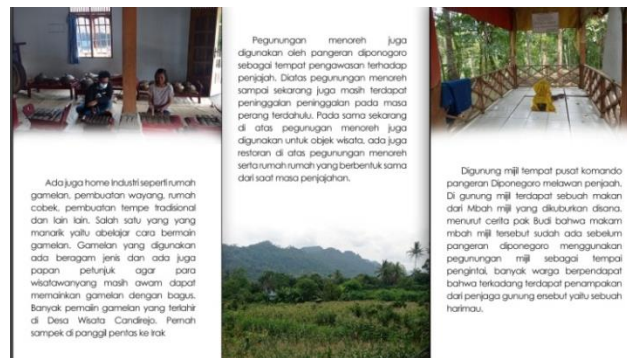 Ada juga home Industri seperti rumah
gamelan, pembuatan wayang, rumah
cobek, pembuatan tempe tradisional
dan lain lain. Salah satu yang yang
manarik yaitu abelajar cara bermain
gamelan. Gamelan yang digunakan
ada beragam jenis dan ada juga
papan petunjuk agar para
wisatawanyang masih awam dapat
memainkan gamelan dengan bagus.
Banyak pemaiin gamelan yang terlahir
di Desa Wisata Candirejo. Pernah
sampek di panggil pentas ke Irak
Pegunungan menoreh juga
digunakan oleh pangeran diponogoro
sebagai tempat pengawasan terhadap
penjajah. Diatas pegunungan menoreh
sampai sekarang juga masih terdapat
peninggalan peninggalan pada masa
perang terdahulu. Pada sama sekarang
di atas pegunugan menoreh juga
digunakan untuk objek wisata, ada juga
restoran di atas pegunungan menoreh
serta rumah rumah yang berbentuk sama
dari saat masa penjajahan.
Digunung mijil tempat pusat komando
pangeran Diponegoro melawan penjaah.
Di gunung mijil terdapat sebuah makan
dari Mbah mijil yang dikuburkan disana.
menurut cerita pak Budi bahwa makam
mbah mijil tersebut sudah ada sebelum
pangeran diponegoro menggunakan
pegunungan mijil sebagai tempat
pengintai, banyak warga berpendapat
bahwa terkadang terdapat penampakan
dari penjaga gunung ersebut yaitu sebuah
harimau.